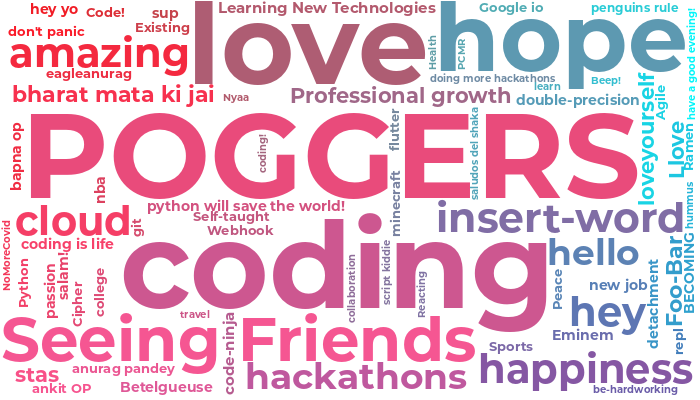 hey yo
Code!
sup
Existing
love
Learning New Technologies
hope
Google io
penguins rule
don't panic
amazing
eagleanurag
Health
PCMR
doing more hackathons
learn
Beep!
have a good evening!
bharat mata ki jai
Nyaa
Professional growth
double-precision
loveyourself
Agile
Llove
Ramen
bapna op
POGGERS
coding!
flutter
saludos del shaka
nba
python will save the world!
minecraft
insert-word
hummus
cloud
git
Self-taught
Webhook
coding is life
coding
hello
NoMoreCovid
Python
passion
salam!
Cipher
college
collaboration
script kiddie
Reacting
Peace
new job
detachment
Foo-Bar
BECOMING
travel
hey
Seeing Friends
code-ninja
Eminem
repl
Sports
happiness
stas
anurag pandey
hackathons
ankit OP
Betelgueuse
be-hardworking